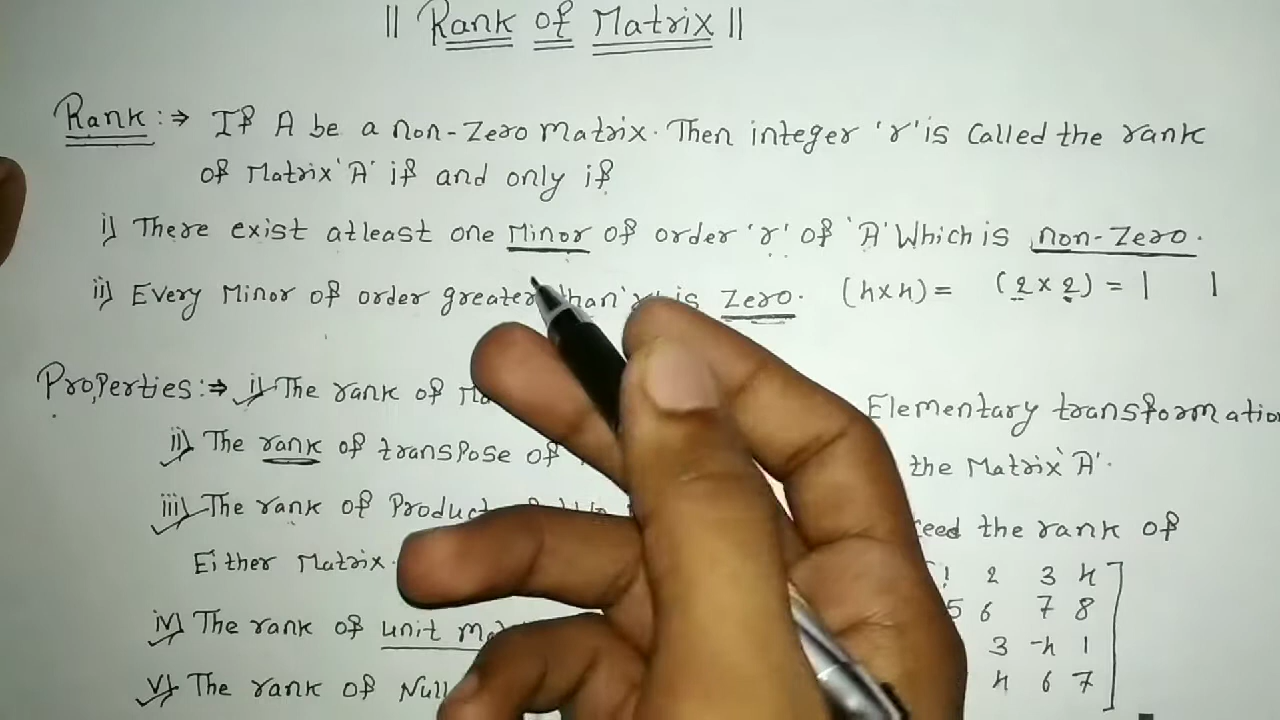 || Rank of Matrix ||
Rank :⇒ If A be a non-Zero matrix. Then integer 'r' is Called the rank
of Matrix 'A' if and only if
i) There exist atleast one Minor of order 'r' of 'A' Which is non-Zero.
ii) Every Minor of order greater than 'r' is Zero. (4×4) = (2×2) = | |
Properties :⇒ i) The rank of Elementary transformation
ii) The rank of transpose of the Matrix 'A'.
iii) The rank of Product of the rank of
Either Matrix.
1 2 3 4
5 6 7 8
3 -4 1
4 6 7
iv) The rank of unit
v) The rank of Null